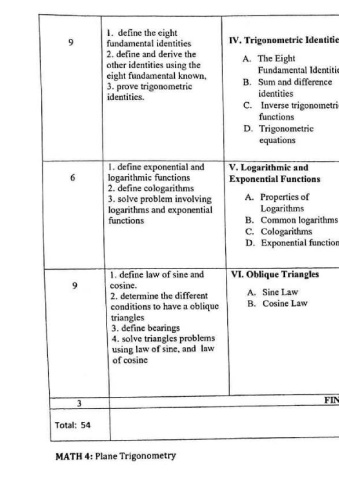 9
1. define the eight
fundamental identities
2. define and derive the
other identities using the
eight fundamental known,
3. prove trigonometric
identities.
IV. Trigonometric Identitie
A. The Eight
Fundamental Identitie
B. Sum and difference
identities
C. Inverse trigonometri
functions
D. Trigonometric
equations
6
1. define exponential and
logarithmic functions
2. define cologarithms
3. solve problem involving
logarithms and exponential
functions
V. Logarithmic and
Exponential Functions
A. Properties of
Logarithms
B. Common logarithms
C. Cologarithms
D. Exponential function
9
1. define law of sine and
cosine.
2. determine the different
conditions to have a oblique
triangles
3. define bearings
4. solve triangles problems
using law of sine, and law
of cosine
VI. Oblique Triangles
A. Sine Law
B. Cosine Law
3
FIN
Total: 54
MATH 4: Plane Trigonometry